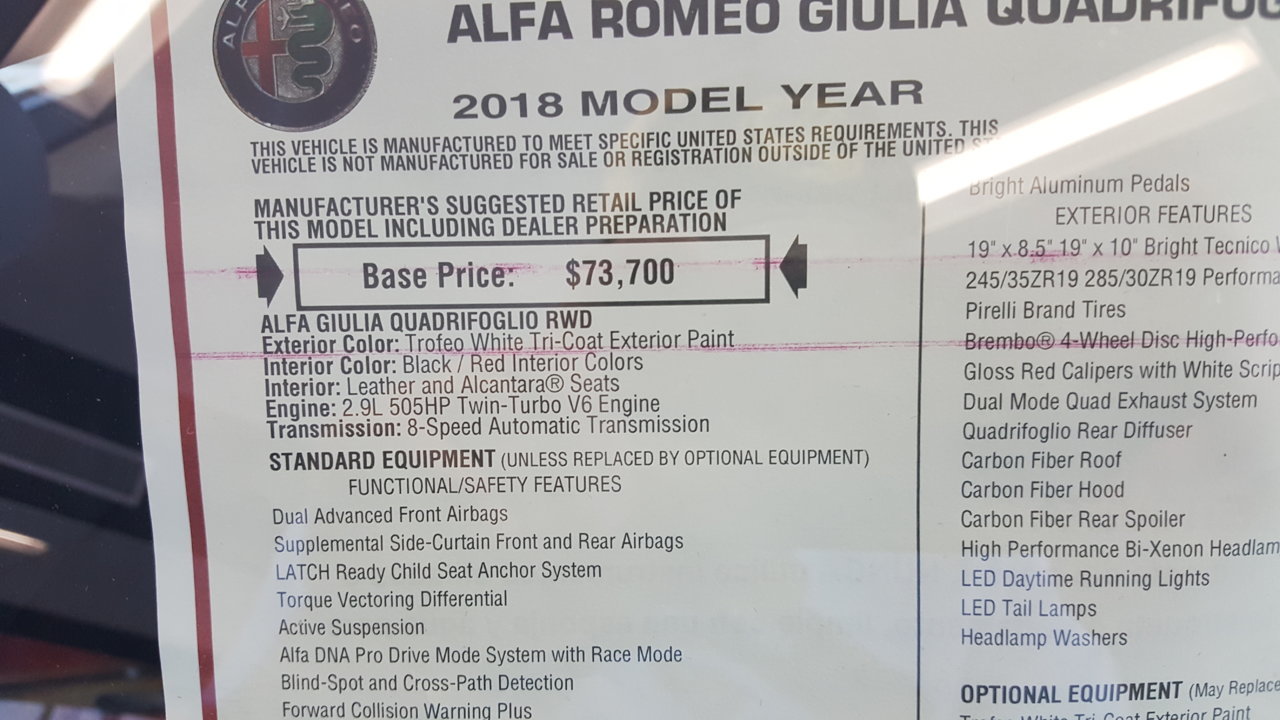 ALFA ROMEO GIULIA
2018 MODEL YEAR
THIS VEHICLE IS MANUFACTURED TO MEET SPECIFIC UNITED STATES REQUIREMENTS. THIS
VEHICLE IS NOT MANUFACTURED FOR SALE OR REGISTRATION OUTSIDE OF THE UNITED
MANUFACTURER'S SUGGESTED RETAIL PRICE OF
THIS MODEL INCLUDING DEALER PREPARATION
Base Price: $73,700
ALFA GIULIA QUADRIFOGLIO RWD
Exterior Color: Trofeo White Tri-Coat Exterior Paint
Interior Color: Black / Red Interior Colors
Interior: Leather and Alcantara® Seats
Engine: 2.9L 505HP Twin-Turbo V6 Engine
Transmission: 8-Speed Automatic Transmission
STANDARD EQUIPMENT (UNLESS REPLACED BY OPTIONAL EQUIPMENT)
FUNCTIONAL/SAFETY FEATURES
Dual Advanced Front Airbags
Supplemental Side-Curtain Front and Rear Airbags
LATCH Ready Child Seat Anchor System
Torque Vectoring Differential
Active Suspension
Alfa DNA Pro Drive Mode System with Race Mode
Blind-Spot and Cross-Path Detection
Forward Collision Warning Plus
Bright Aluminum Pedals
EXTERIOR FEATURES
19" x 8.5" 19" x 10" Bright Tecnico
245/35ZR19 285/30ZR19 Performa
Pirelli Brand Tires
Brembo® 4-Wheel Disc High-Perfo
Gloss Red Calipers with White Scrip
Dual Mode Quad Exhaust System
Quadrifoglio Rear Diffuser
Carbon Fiber Roof
Carbon Fiber Hood
Carbon Fiber Rear Spoiler
High Performance Bi-Xenon Headlam
LED Daytime Running Lights
LED Tail Lamps
Headlamp Washers
OPTIONAL EQUIPMENT (May Replace
Trofeo White Tri-Coat Exterior Paint